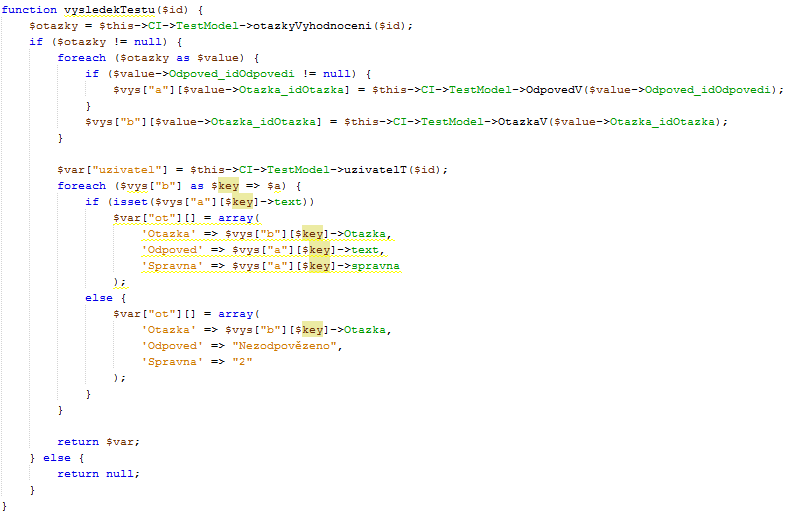 function vysledekTestu($id) {
    $otazky = $this->CI->TestModel->otazkyVyhodnoceni($id);
    if ($otazky != null) {
        foreach ($otazky as $value) {
            if ($value->Odpoved_idOdpovedi != null) {
                $vys["a"][$value->Otazka_idOtazka] = $this->CI->TestModel->OdpovedV($value->Odpoved_idOdpovedi);
            }
            $vys["b"][$value->Otazka_idOtazka] = $this->CI->TestModel->OtazkaV($value->Otazka_idOtazka);
        }

        $var["uzivatel"] = $this->CI->TestModel->uzivatelT($id);
        foreach ($vys["b"] as $key => $a) {
            if (isset($vys["a"][$key]->text))
                $var["ot"][] = array(
                    'Otazka' => $vys["b"][$key]->Otazka,
                    'Odpoved' => $vys["a"][$key]->text,
                    'Spravna' => $vys["a"][$key]->spravna
                );
            else {
                $var["ot"][] = array(
                    'Otazka' => $vys["b"][$key]->Otazka,
                    'Odpoved' => "Nezodpovězeno",
                    'Spravna' => "2"
                );
            }
        }

        return $var;
    } else {
        return null;
    }
}